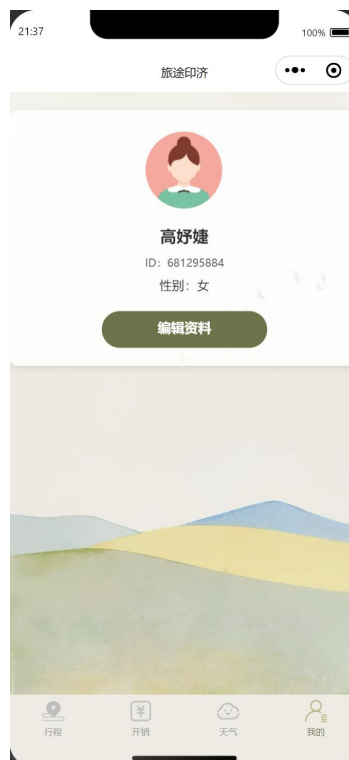 21:37
100%
旅途印济
高妤婕
ID：681295884
性别：女
编辑资料
行程
开销
天气
我的